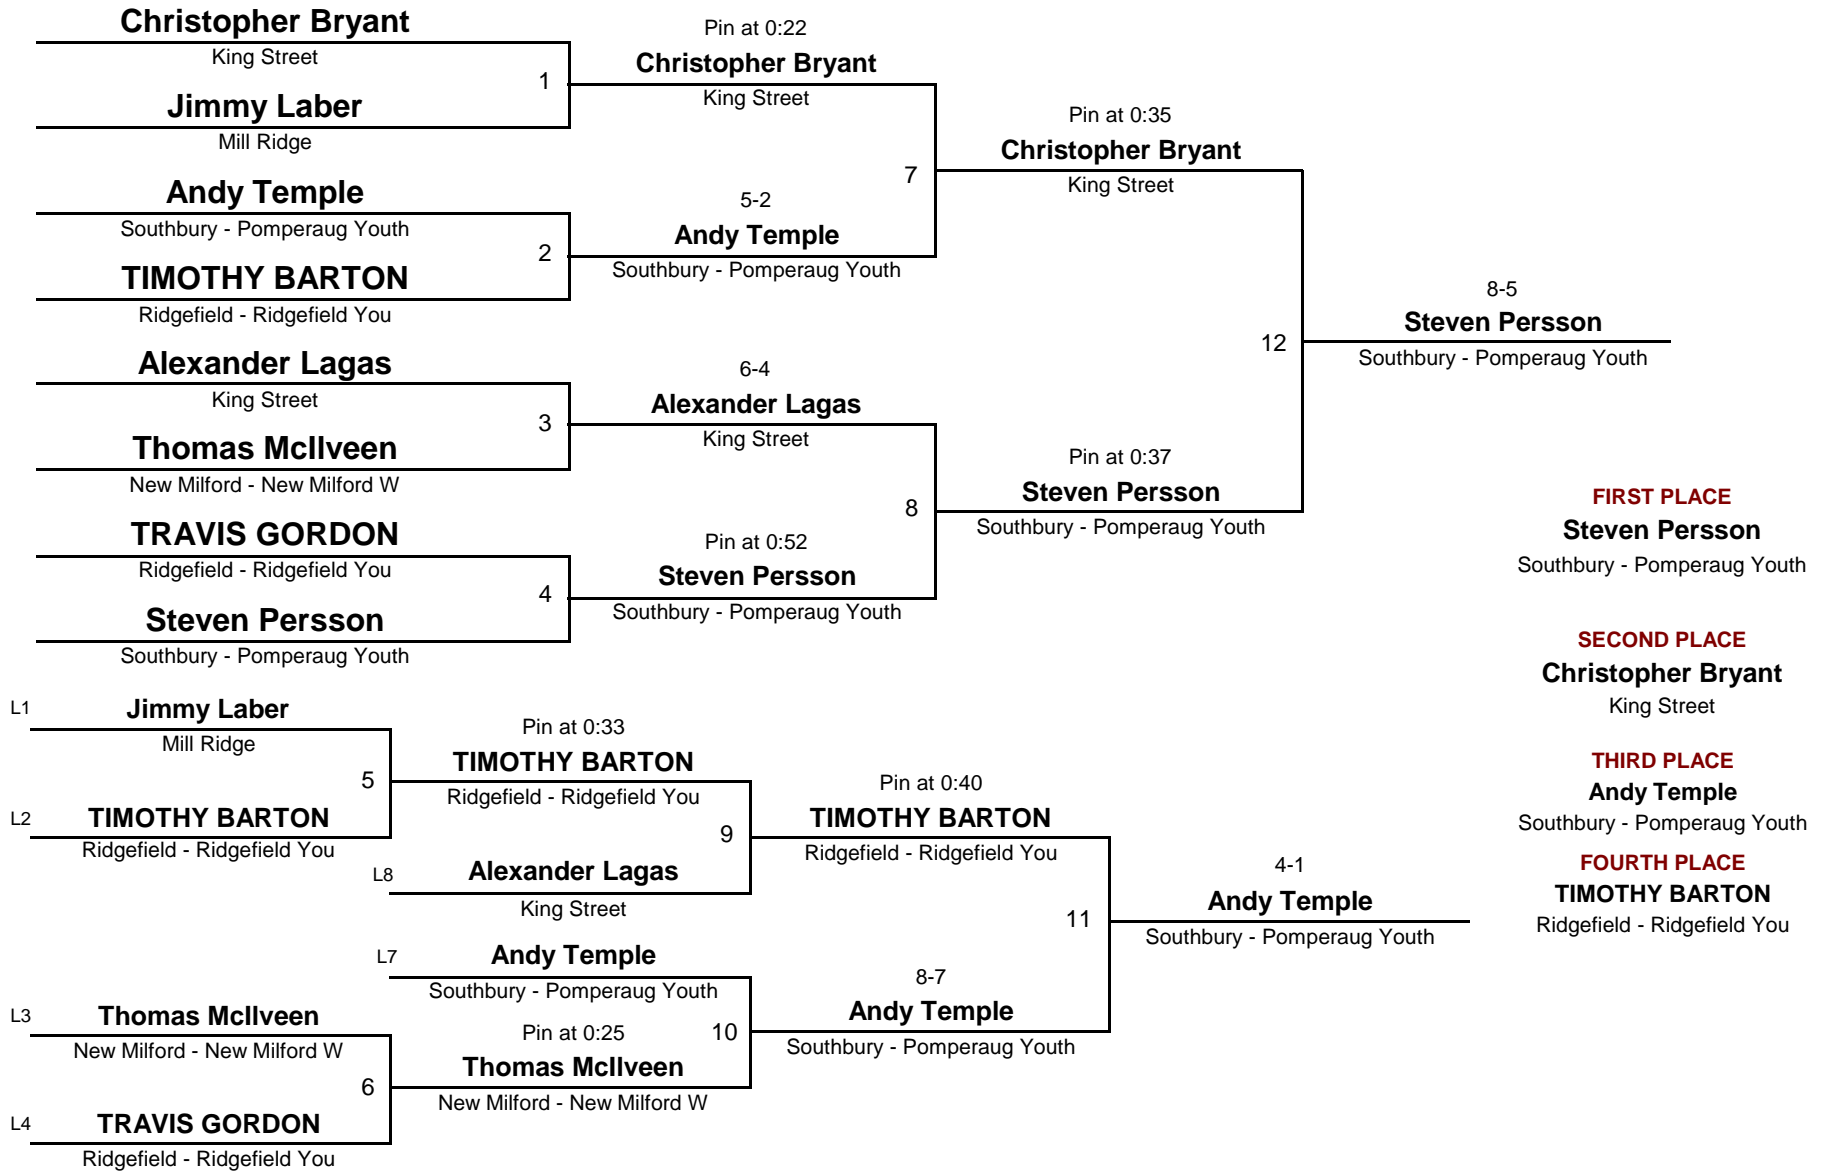 Christopher Bryant
King Street
1
Jimmy Laber
Mill Ridge
Andy Temple
Southbury - Pomperaug Youth
2
TIMOTHY BARTON
Ridgefield - Ridgefield You
Alexander Lagas
King Street
3
Thomas McIlveen
New Milford - New Milford W
TRAVIS GORDON
Ridgefield - Ridgefield You
4
Steven Persson
Southbury - Pomperaug Youth
Pin at 0:22
Christopher Bryant
King Street
7
5-2
Andy Temple
Southbury - Pomperaug Youth
6-4
Alexander Lagas
King Street
8
Pin at 0:52
Steven Persson
Southbury - Pomperaug Youth
Pin at 0:35
Christopher Bryant
King Street
12
Pin at 0:37
Steven Persson
Southbury - Pomperaug Youth
8-5
Steven Persson
Southbury - Pomperaug Youth
L1
Jimmy Laber
Mill Ridge
5
L2
TIMOTHY BARTON
Ridgefield - Ridgefield You
L3
Thomas McIlveen
New Milford - New Milford W
6
L4
TRAVIS GORDON
Ridgefield - Ridgefield You
Pin at 0:33
TIMOTHY BARTON
Ridgefield - Ridgefield You
9
L8
Alexander Lagas
King Street
L7
Andy Temple
Southbury - Pomperaug Youth
10
Pin at 0:25
Thomas McIlveen
New Milford - New Milford W
Pin at 0:40
TIMOTHY BARTON
Ridgefield - Ridgefield You
11
8-7
Andy Temple
Southbury - Pomperaug Youth
4-1
Andy Temple
Southbury - Pomperaug Youth
FIRST PLACE
Steven Persson
Southbury - Pomperaug Youth
SECOND PLACE
Christopher Bryant
King Street
THIRD PLACE
Andy Temple
Southbury - Pomperaug Youth
FOURTH PLACE
TIMOTHY BARTON
Ridgefield - Ridgefield You